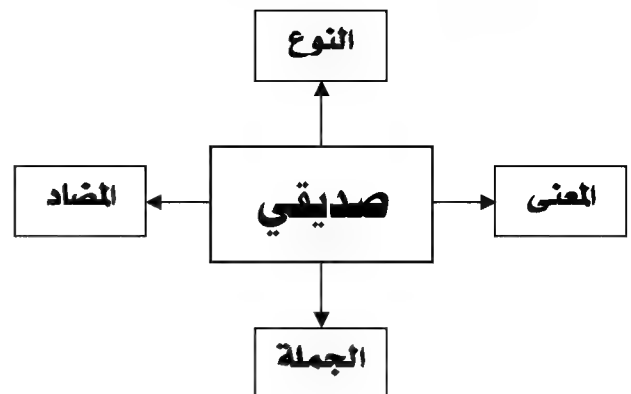 النوع
المعنى
صديقي
المضاد
الجملة